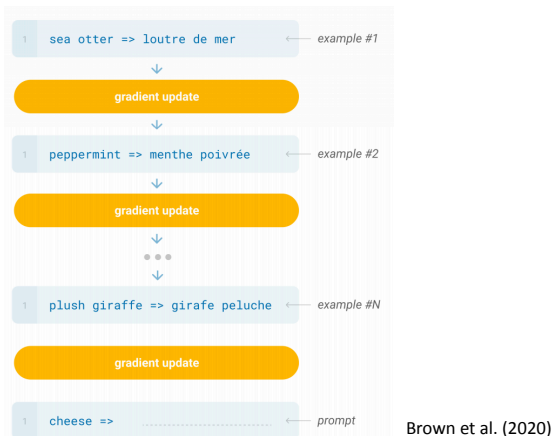 1 sea otter => loutre de mer ← example #1
↓
gradient update
↓
1 peppermint => menthe poivrée ← example #2
↓
gradient update
↓
•••
↓
1 plush giraffe => girafe peluche ← example #N
gradient update
1 cheese => .................... ← prompt
Brown et al. (2020)